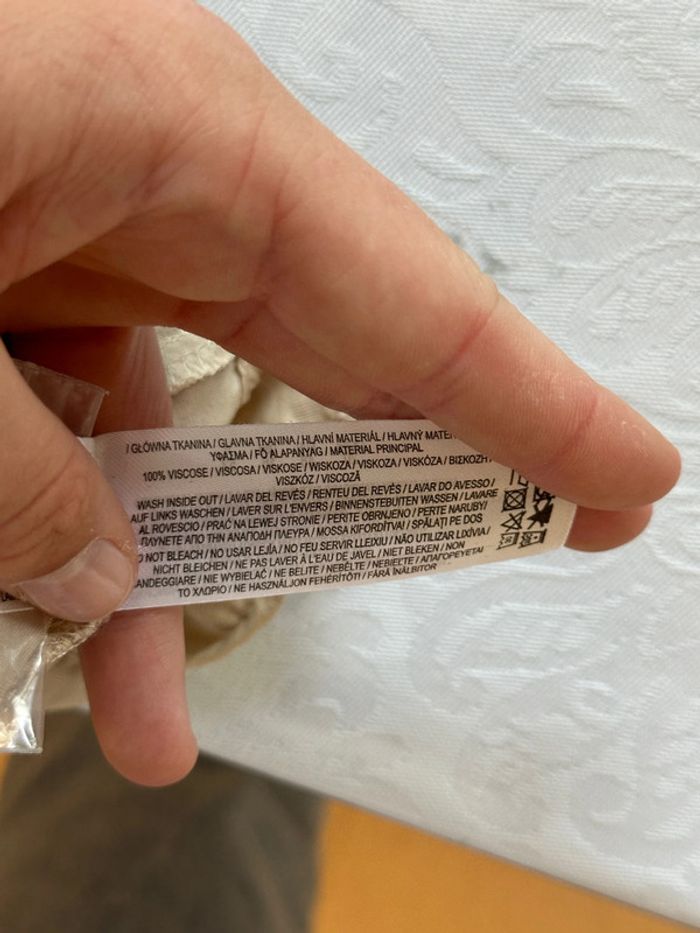 / GŁÓWNA TKANINA / GLAVNA TKANINA / HLAVNÍ MATERIÁL / HLAVNÝ
ΥΦΑΣΜΑ / FŐ ALAPANYAG / MATERIAL PRINCIPAL
100% VISCOSE / VISCOSA / VISKOSE / WISKOZA / VISKOZA / VISKÓZA / ΒΙΣΚΟΖΗ
VISZKÓZ / VISCOZĂ
WASH INSIDE OUT / LAVAR DEL REVÉS / RENTEU DEL REVÉS / LAVAR DO AVESSO /
AUF LINKS WASCHEN / LAVER SUR L'ENVERS / BINNENSTEBUITEN WASSEN / LAVARE
AL ROVESCIO / PRAĆ NA LEWEJ STRONIE / PERITE OBRNJENO / PERTE NARUBY/
ΠΛΥΝΕΤΕ ΑΠΟ ΤΗΝ ΑΝΑΠΟΔΗ ΠΛΕΥΡΑ / MOSSA KIFORDÍTVA! / SPĂLAȚI PE DOS
DO NOT BLEACH / NO USAR LEJÍA / NO FEU SERVIR LLEIXIU / NÃO UTILIZAR LIXÍVIA /
NICHT BLEICHEN / NE PAS LAVER À L'EAU DE JAVEL / NIET BLEKEN / NON
CANDEGGIARE / NIE WYBIELAĆ / NE BELITE / NEBĚLTE / NEBIEĽTE / ΑΠΑΓΟΡΕΥΕΤΑΙ
ΤΟ ΧΛΩΡΙΟ / NE HASZNÁLJON FEHÉRÍTŐT! / FĂRĂ ÎNĂLBITOR